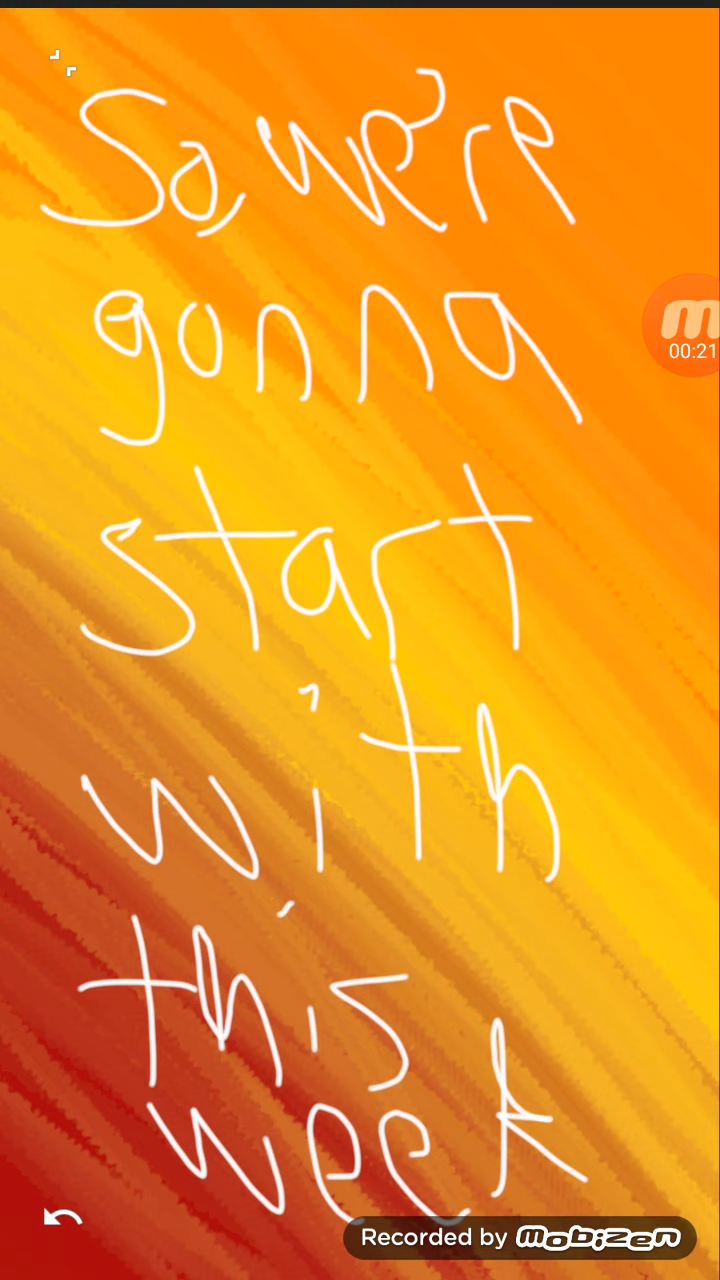 So, we're
gonna
00:21
start
with
this
week
Recorded by mobizen